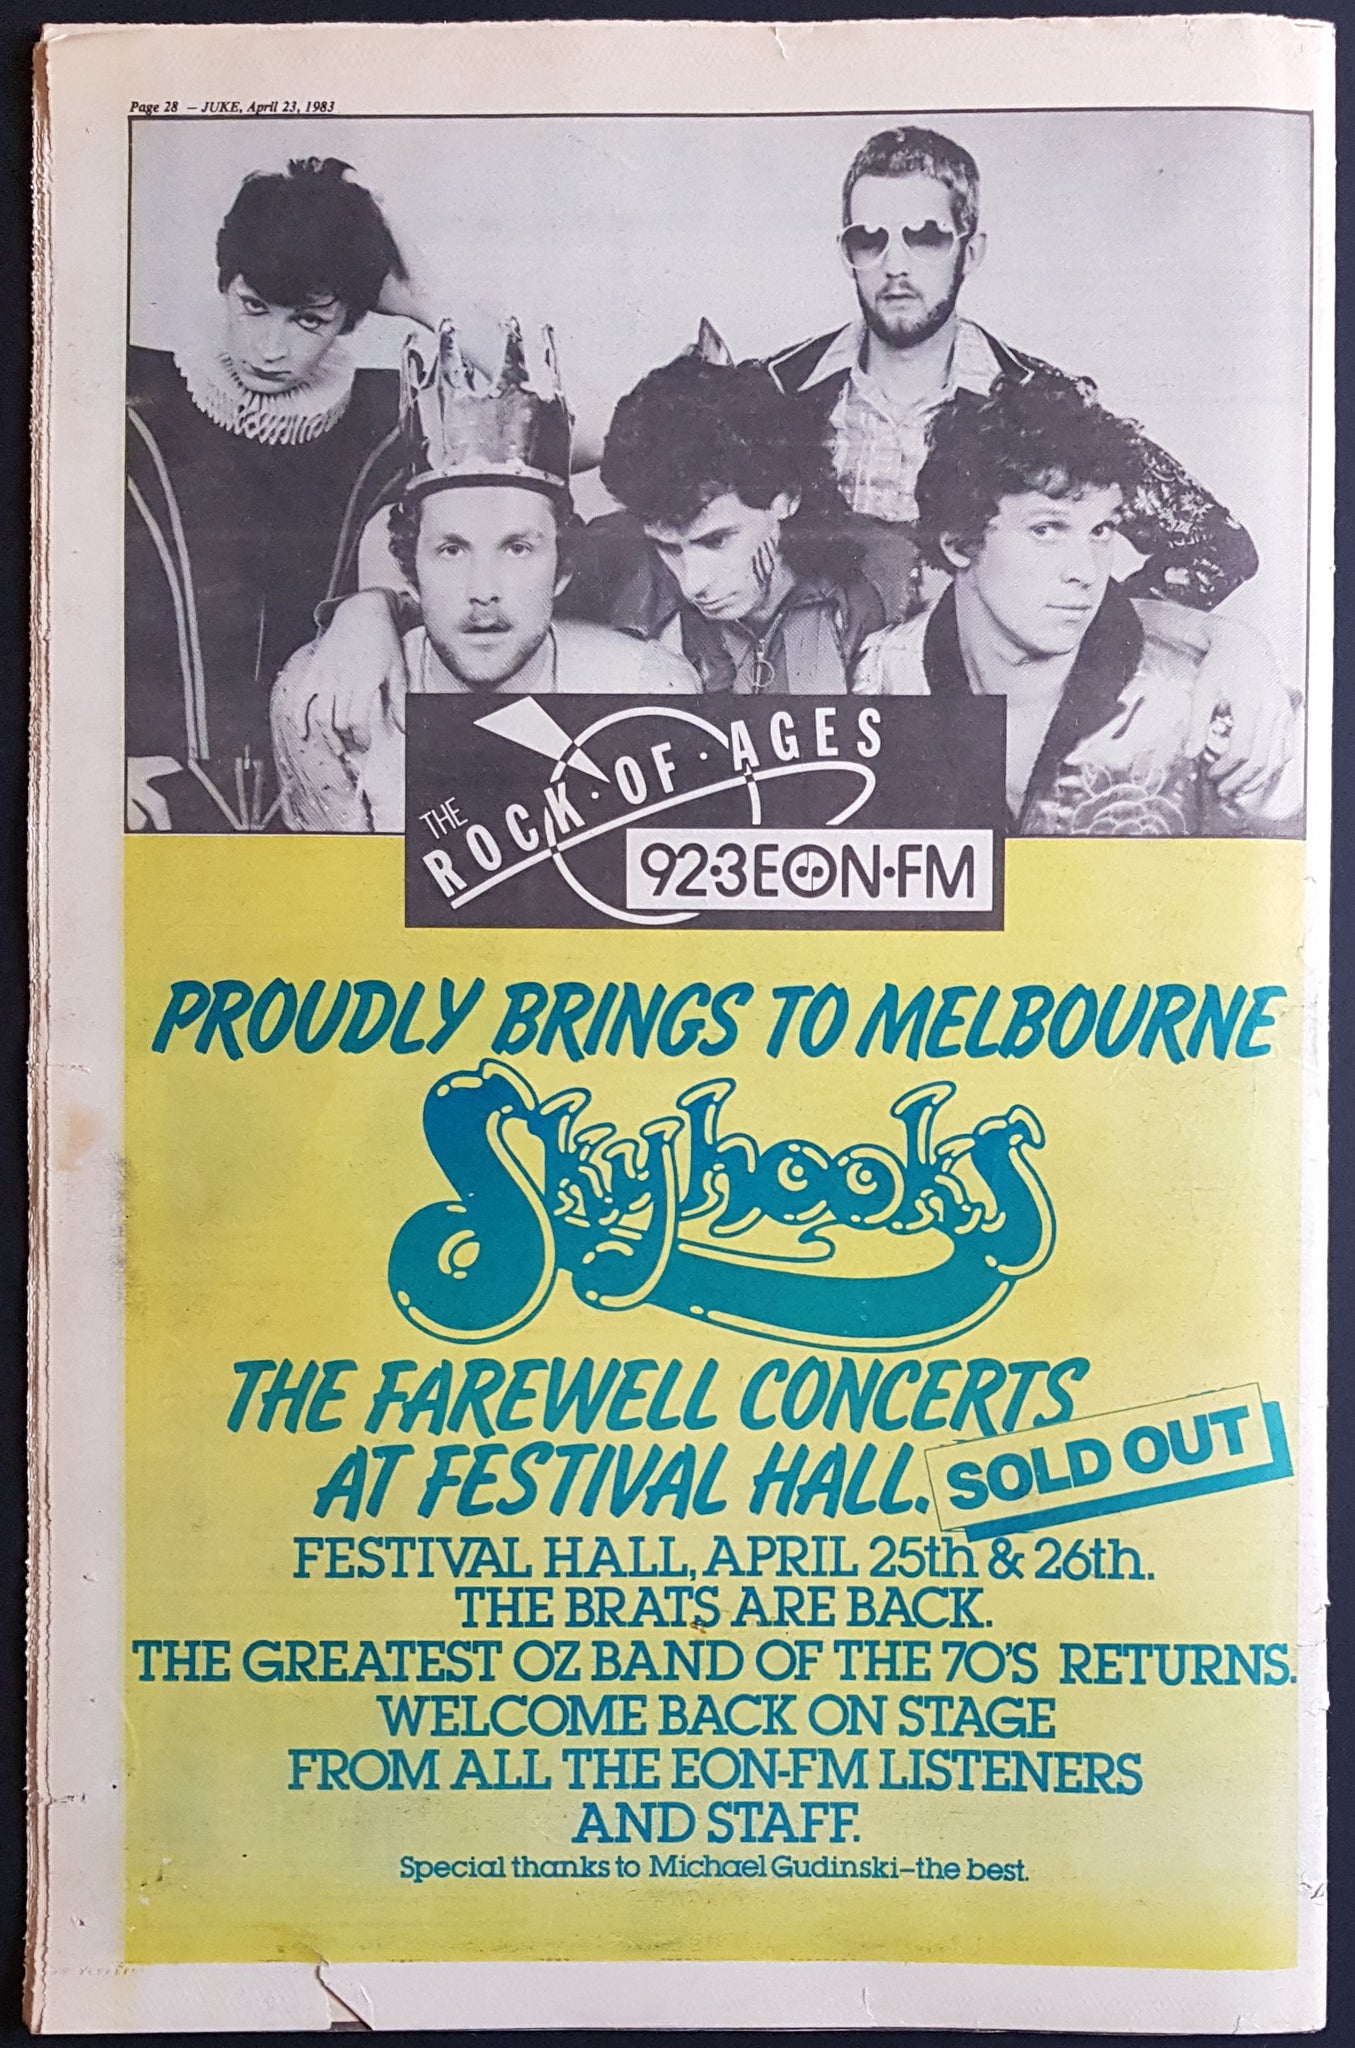 Page 28 — JUKE, April 23, 1983
THE
ROCK·OF·AGES
92·3EON·FM
PROUDLY BRINGS TO MELBOURNE
Skyhooks
THE FAREWELL CONCERTS
AT FESTIVAL HALL.
SOLD OUT
FESTIVAL HALL, APRIL 25th & 26th.
THE BRATS ARE BACK.
THE GREATEST OZ BAND OF THE 70'S RETURNS.
WELCOME BACK ON STAGE
FROM ALL THE EON-FM LISTENERS
AND STAFF.
Special thanks to Michael Gudinski–the best.